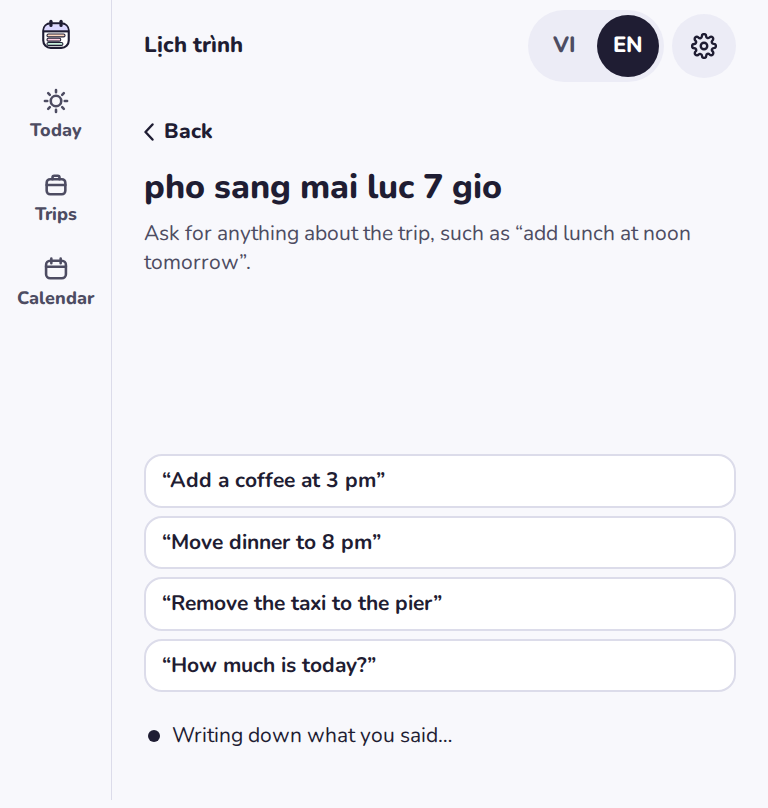 Lịch trình
VI
EN
Today
Trips
Calendar
Back
pho sang mai luc 7 gio
Ask for anything about the trip, such as “add lunch at noon
tomorrow”.
“Add a coffee at 3 pm”
“Move dinner to 8 pm”
“Remove the taxi to the pier”
“How much is today?”
Writing down what you said...